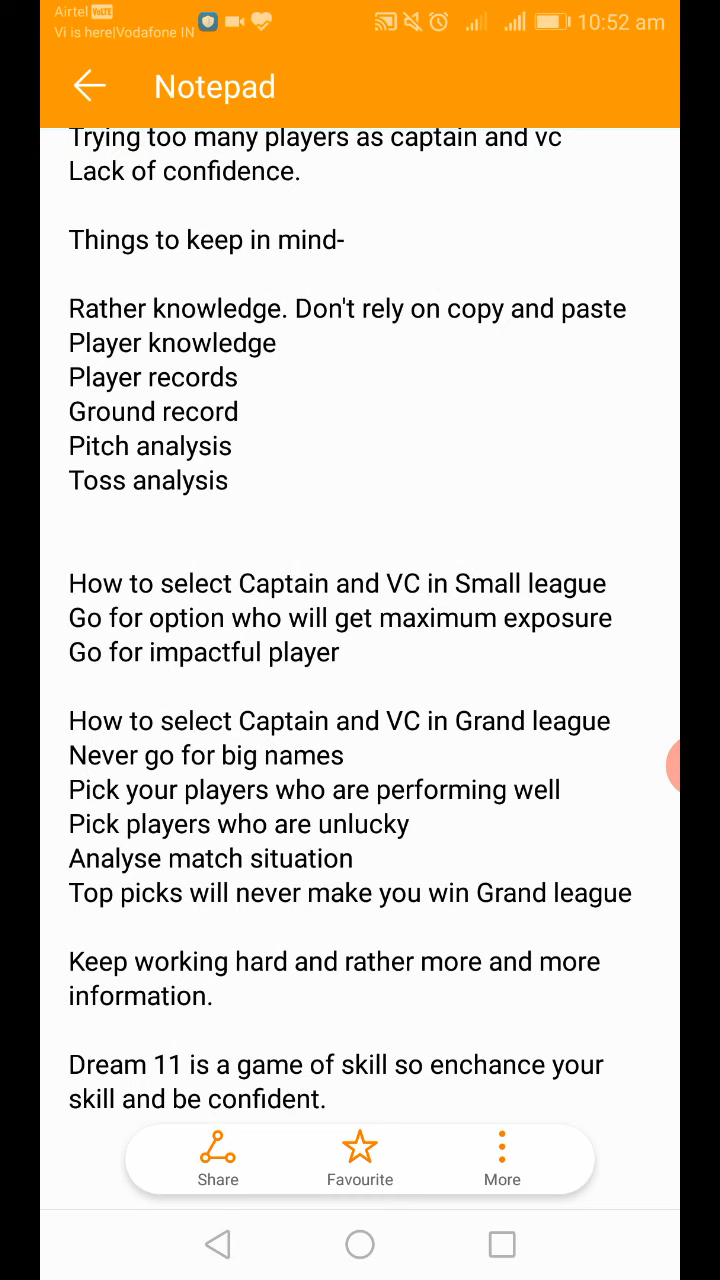 Airtel VoLTE
Vi is here|Vodafone IN
10:52 am
Notepad
Trying too many players as captain and vc
Lack of confidence.
Things to keep in mind-
Rather knowledge. Don't rely on copy and paste
Player knowledge
Player records
Ground record
Pitch analysis
Toss analysis
How to select Captain and VC in Small league
Go for option who will get maximum exposure
Go for impactful player
How to select Captain and VC in Grand league
Never go for big names
Pick your players who are performing well
Pick players who are unlucky
Analyse match situation
Top picks will never make you win Grand league
Keep working hard and rather more and more
information.
Dream 11 is a game of skill so enchance your
skill and be confident.
Share
Favourite
More